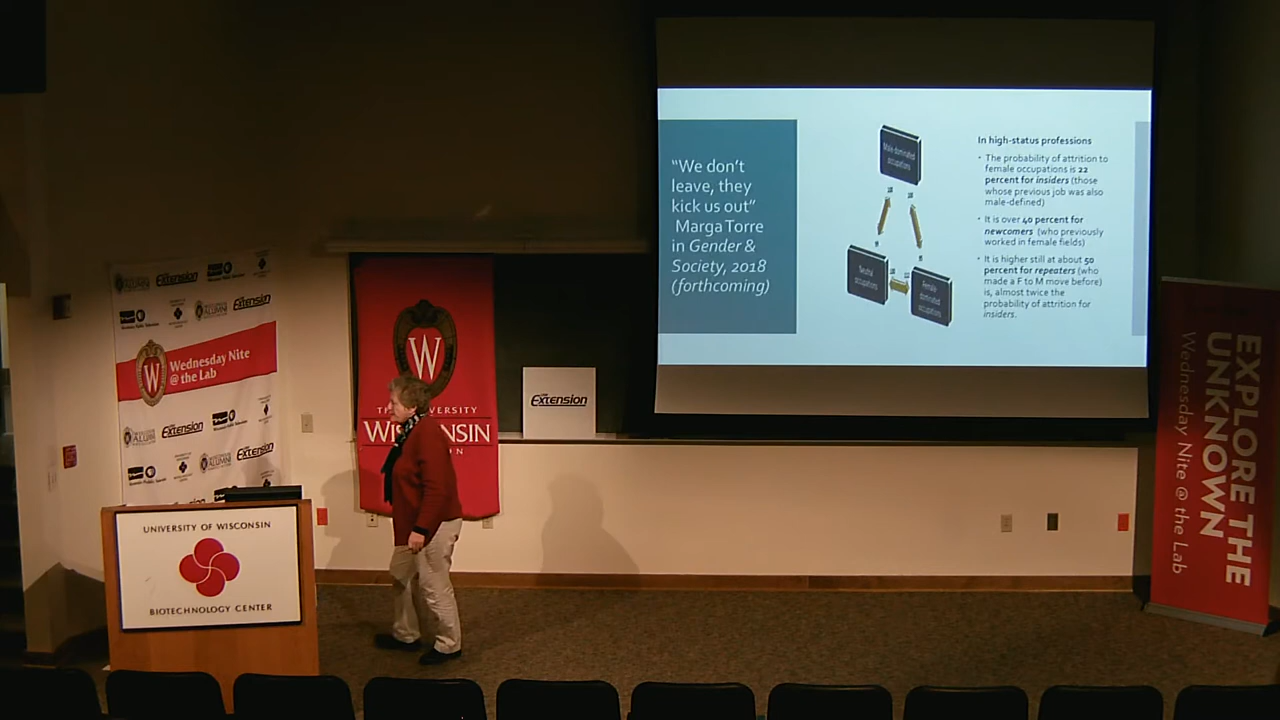 "We don't
leave, they
kick us out"
Marga Torre
in Gender &
Society, 2018
(forthcoming)
Male-dominated
occupations
Neutral
occupations
Female
dominated
occupations
In high-status professions
• The probability of attrition to
female occupations is 22
percent for insiders (those
whose previous job was also
male-defined)
• It is over 40 percent for
newcomers (who previously
worked in female fields)
• It is higher still at about 50
percent for repeaters (who
made a F to M move before)
is, almost twice the
probability of attrition for
insiders.
Extension
Wednesday Nite
@ the Lab
ALUMNI
Extension
Extension
W
THE UNIVERSITY
WISCONSIN
Extension
UNIVERSITY OF WISCONSIN
BIOTECHNOLOGY CENTER
EXPLORE THE
UNKNOWN
Wednesday Nite @ the Lab